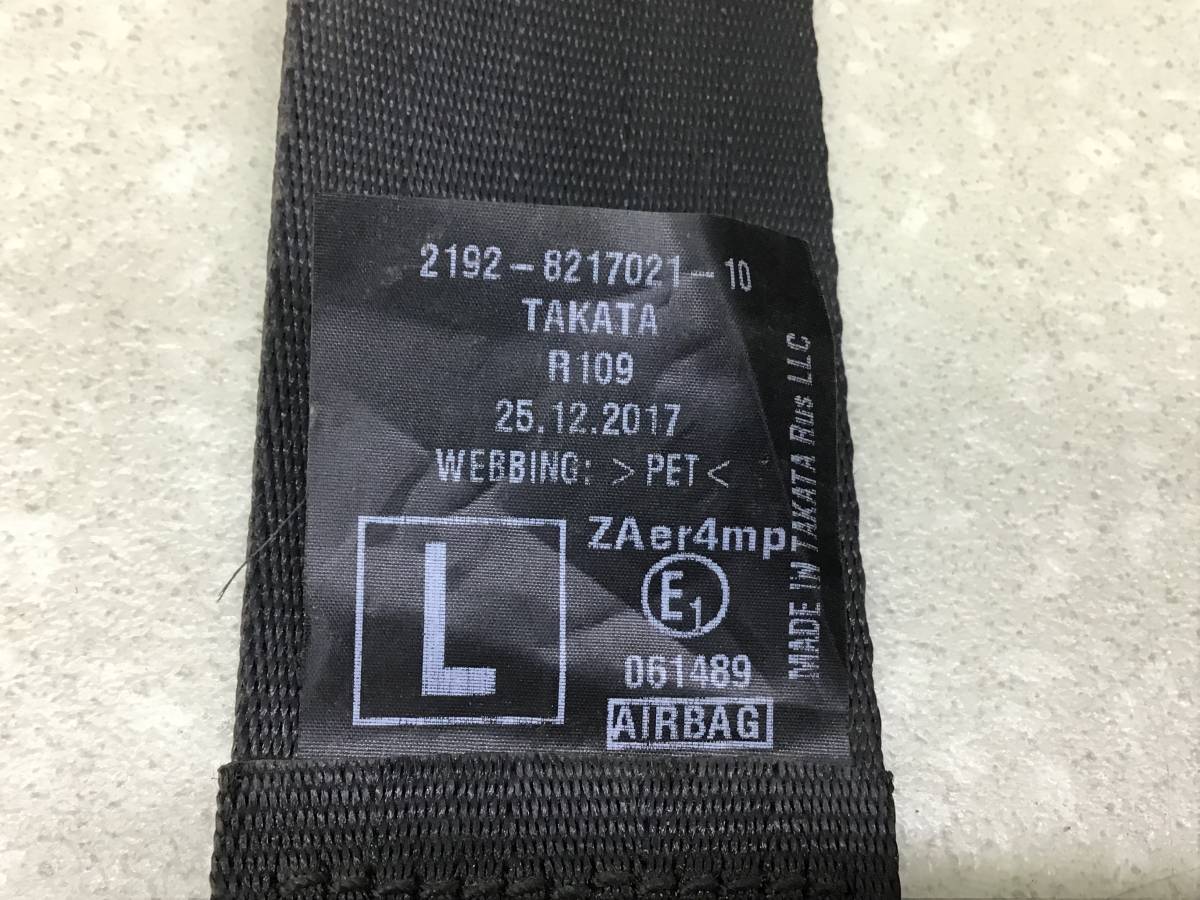 2192-8217021-10
TAKATA
R109
25.12.2017
WEBBING: >PET<
L
ZAer4mp
E1
061489
AIRBAG
MADE IN TAKATA Rus LLC